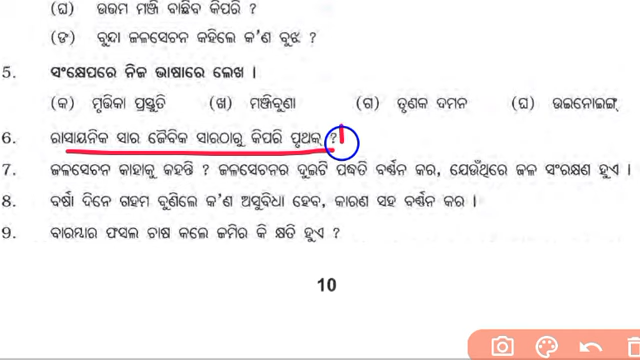 (ଘ) ଉତ୍ତମ ମଞ୍ଜି ବାଛିବ କିପରି ?
(ଙ) ବୁନ୍ଦା ଜଳସେଚନ କହିଲେ କ'ଣ ବୁଝ ?
5. ସଂକ୍ଷେପରେ ନିଜ ଭାଷାରେ ଲେଖ ।
(କ) ମୃତ୍ତିକା ପ୍ରସ୍ତୁତି (ଖ) ମଞ୍ଜିବୁଣା (ଗ) ତୃଣକ ଦମନ (ଘ) ଉଇନୋଇଙ୍ଗ୍
6. ରାସାୟନିକ ସାର ଜୈବିକ ସାରଠାରୁ କିପରି ପୃଥକ୍ ?
7. ଜଳସେଚନ କାହାକୁ କହନ୍ତି ? ଜଳସେଚନର ଦୁଇଟି ପଦ୍ଧତି ବର୍ଣ୍ଣନ କର, ଯେଉଁଥିରେ ଜଳ ସଂରକ୍ଷଣ ହୁଏ ।
8. ବର୍ଷା ଦିନେ ଗହମ ବୁଣିଲେ କ'ଣ ଅସୁବିଧା ହେବ, କାରଣ ସହ ବର୍ଣ୍ଣନ କର ।
9. ବାରମ୍ବାର ଫସଲ ଚାଷ କଲେ ଜମିର କି କ୍ଷତି ହୁଏ ?
10